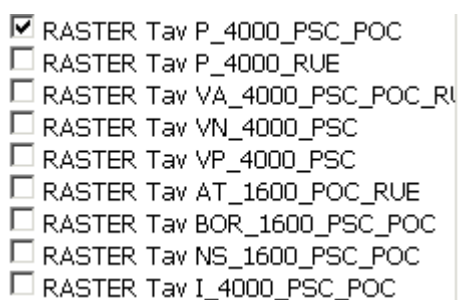 RASTER Tav P_4000_PSC_POC
RASTER Tav P_4000_RUE
RASTER Tav VA_4000_PSC_POC_RU
RASTER Tav VN_4000_PSC
RASTER Tav VP_4000_PSC
RASTER Tav AT_1600_POC_RUE
RASTER Tav BOR_1600_PSC_POC
RASTER Tav NS_1600_PSC_POC
RASTER Tav I_4000_PSC_POC